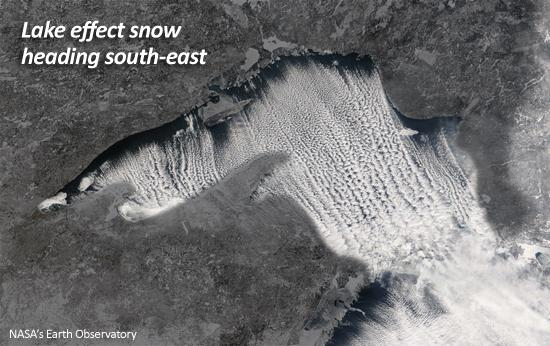 Lake effect snow
heading south-east
NASA's Earth Observatory